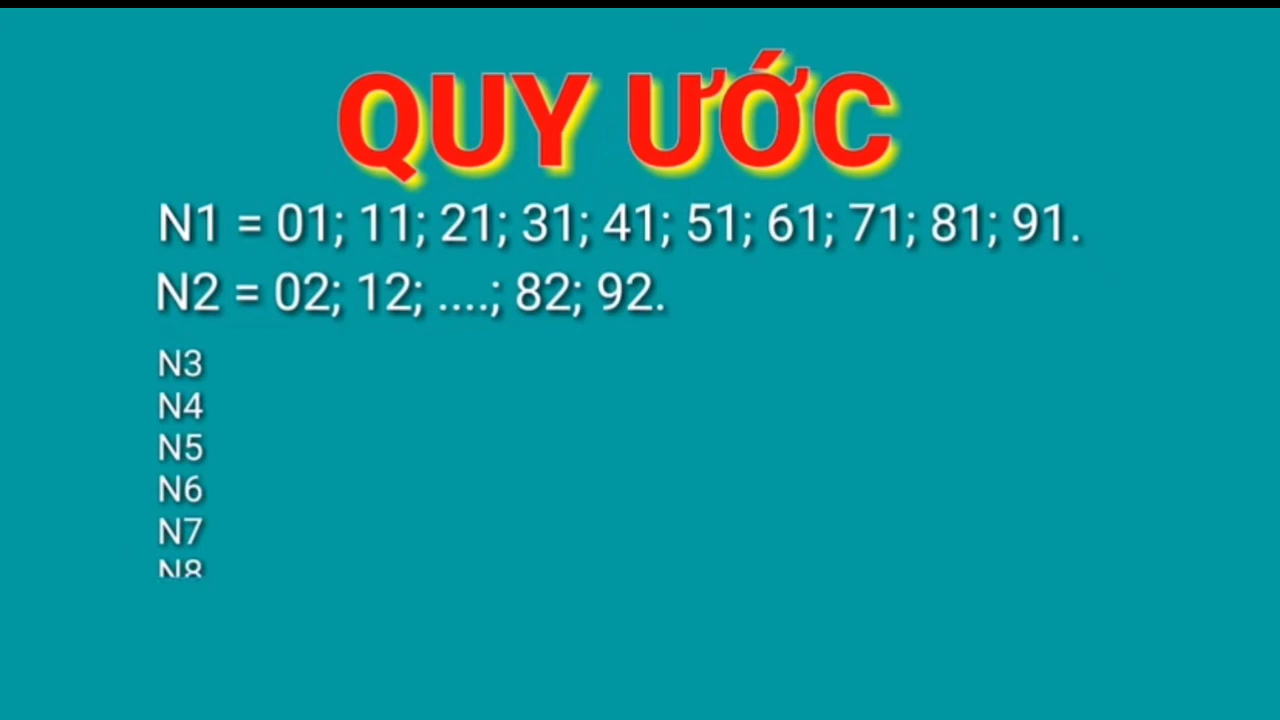 QUY ƯỚC
N1 = 01; 11; 21; 31; 41; 51; 61; 71; 81; 91.
N2 = 02; 12; ....; 82; 92.
N3
N4
N5
N6
N7
N8